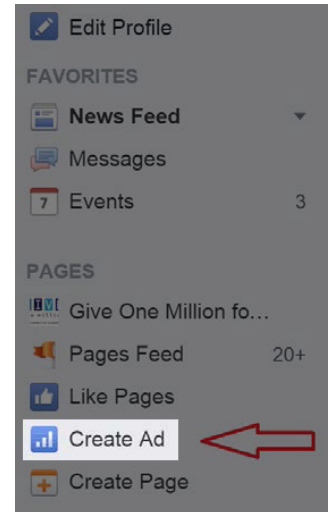 Edit Profile
FAVORITES
News Feed
Messages
7 Events 3
PAGES
Give One Million fo...
Pages Feed 20+
Like Pages
Create Ad
Create Page